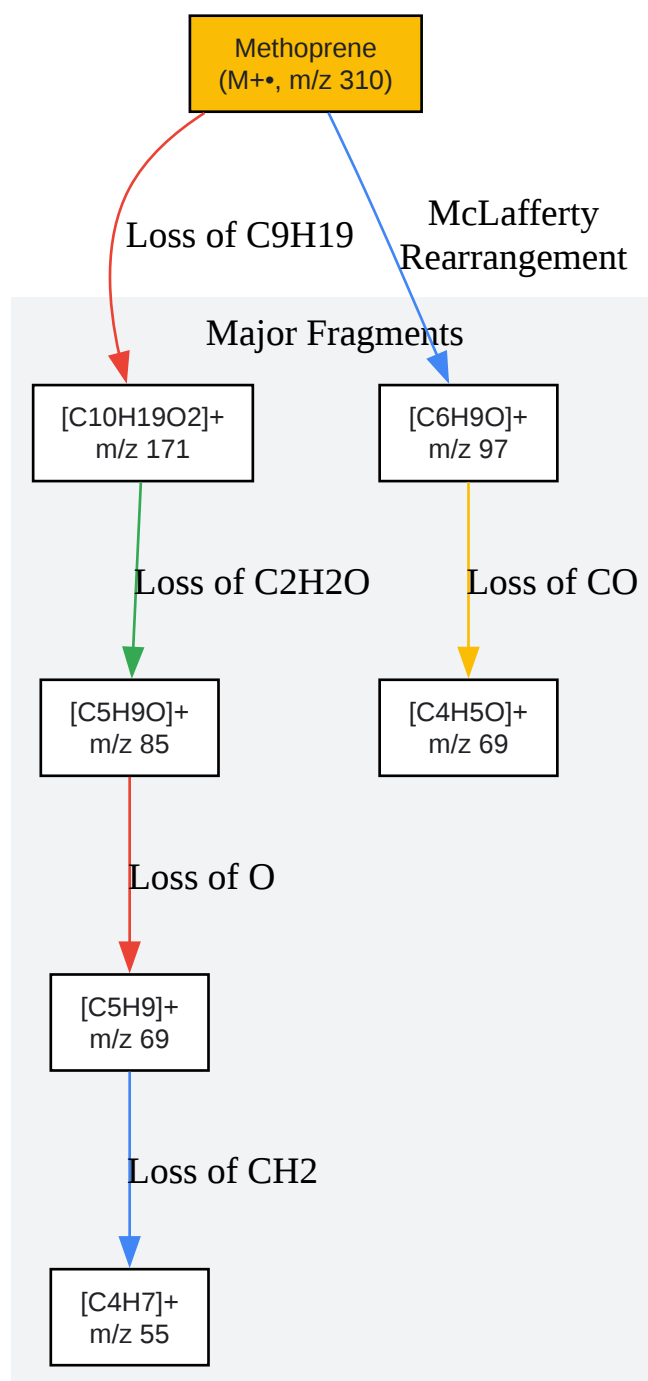 Methoprene
(M+•, m/z 310)
Loss of C9H19
McLafferty
Rearrangement
Major Fragments
[C10H19O2]+
m/z 171
[C6H9O]+
m/z 97
Loss of C2H2O
Loss of CO
[C5H9O]+
m/z 85
[C4H5O]+
m/z 69
Loss of O
[C5H9]+
m/z 69
Loss of CH2
[C4H7]+
m/z 55